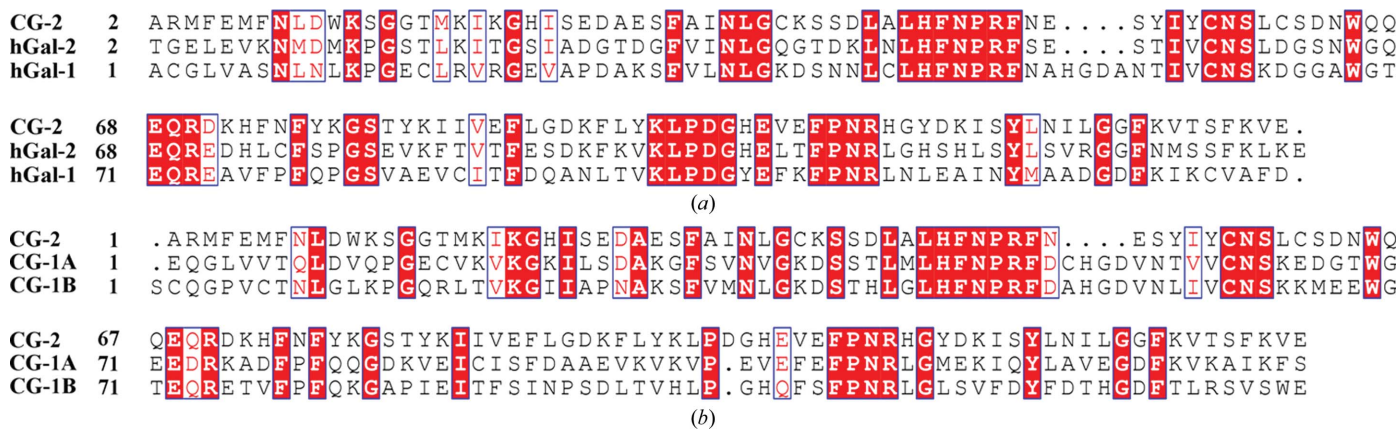 CG-2 2 ARMFEMFNLDWKSGGTMKIKGHISEDAESFAINLGCKSSDLALHFNPRFNE....SYIYCNSLCSDNWQQ
hGal-2 2 TGELEVKNMDMKPGSTLKITGSIADGTDGFVINLGQGTDKLNLHFNPRFSE....STIVCNSLDGSNWGQ
hGal-1 1 ACGLVASNLNLKPGECLRVRGEVAPDAKSFVLNLGKDSNNLCLHFNPRFNAHGDANTIVCNSKDGGAWGT
CG-2 68 EQRDKHFNFYKGSTYKIIVEFLGDKFLYKLPDGHEVEFPNRHGYDKISYLNILGGFKVTSFKVE.
hGal-2 68 EQREDHLCFSPGSEVKFTVTFESDKFKVKLPDGHELTFPNRLGHSHLSYLSVRGGFNMSSFKLKE
hGal-1 71 EQREAVFPFQPGSVAEVCITFDQANLTVKLPDGYEFKFPNRLNLEAINYMAADGDFKIKCVAFD.
(a)
CG-2 1 .ARMFEMFNLDWKSGGTMKIKGHISEDAESFAINLGCKSSDLALHFNPRFN....ESYIYCNSLCSDNWQ
CG-1A 1 .EQGLVVTQLDVQPGECVKVKGKILSDAKGFSVNVGKDSSTLMLHFNPRFDCHGDVNTVVCNSKEDGTWG
CG-1B 1 SCQGPVCTNLGLKPGQRLTVKGIIAPNAKSFVMNLGKDSTHLGLHFNPRFDAHGDVNLIVCNSKKMEEWG
CG-2 67 QEQRDKHFNFYKGSTYKIIVEFLGDKFLYKLPDGHEVEFPNRHGYDKISYLNILGGFKVTSFKVE
CG-1A 71 EEDRKADFPFQQGDKVEICISFDAAEVKVKVP.EVEFEFPNRLGMEKIQYLAVEGDFKVKAIKFS
CG-1B 71 TEQRETVFPFQKGAPIEITFSINPSDLTVHLP.GHQFSFPNRLGLSVFDYFDTHGDFTLRSVSWE
(b)